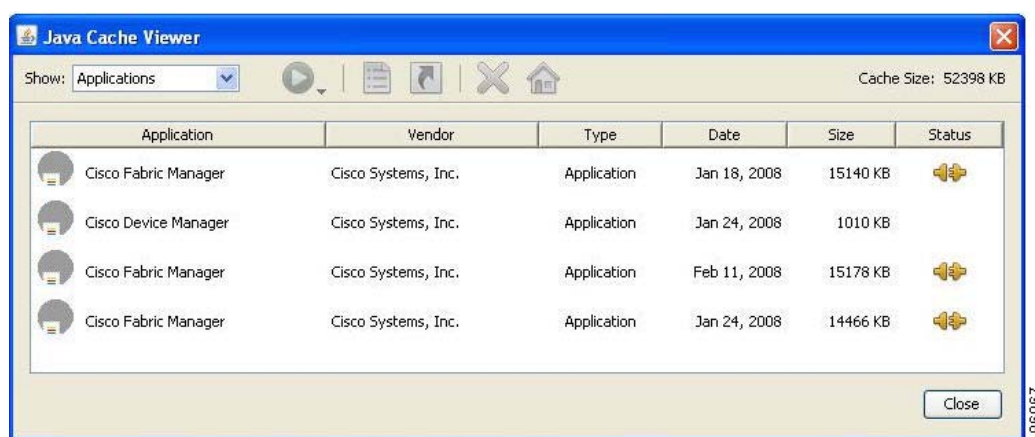 Java Cache Viewer
Show: Applications Cache Size: 52398 KB
Application Vendor Type Date Size Status
Cisco Fabric Manager Cisco Systems, Inc. Application Jan 18, 2008 15140 KB
Cisco Device Manager Cisco Systems, Inc. Application Jan 24, 2008 1010 KB
Cisco Fabric Manager Cisco Systems, Inc. Application Feb 11, 2008 15178 KB
Cisco Fabric Manager Cisco Systems, Inc. Application Jan 24, 2008 14466 KB
Close